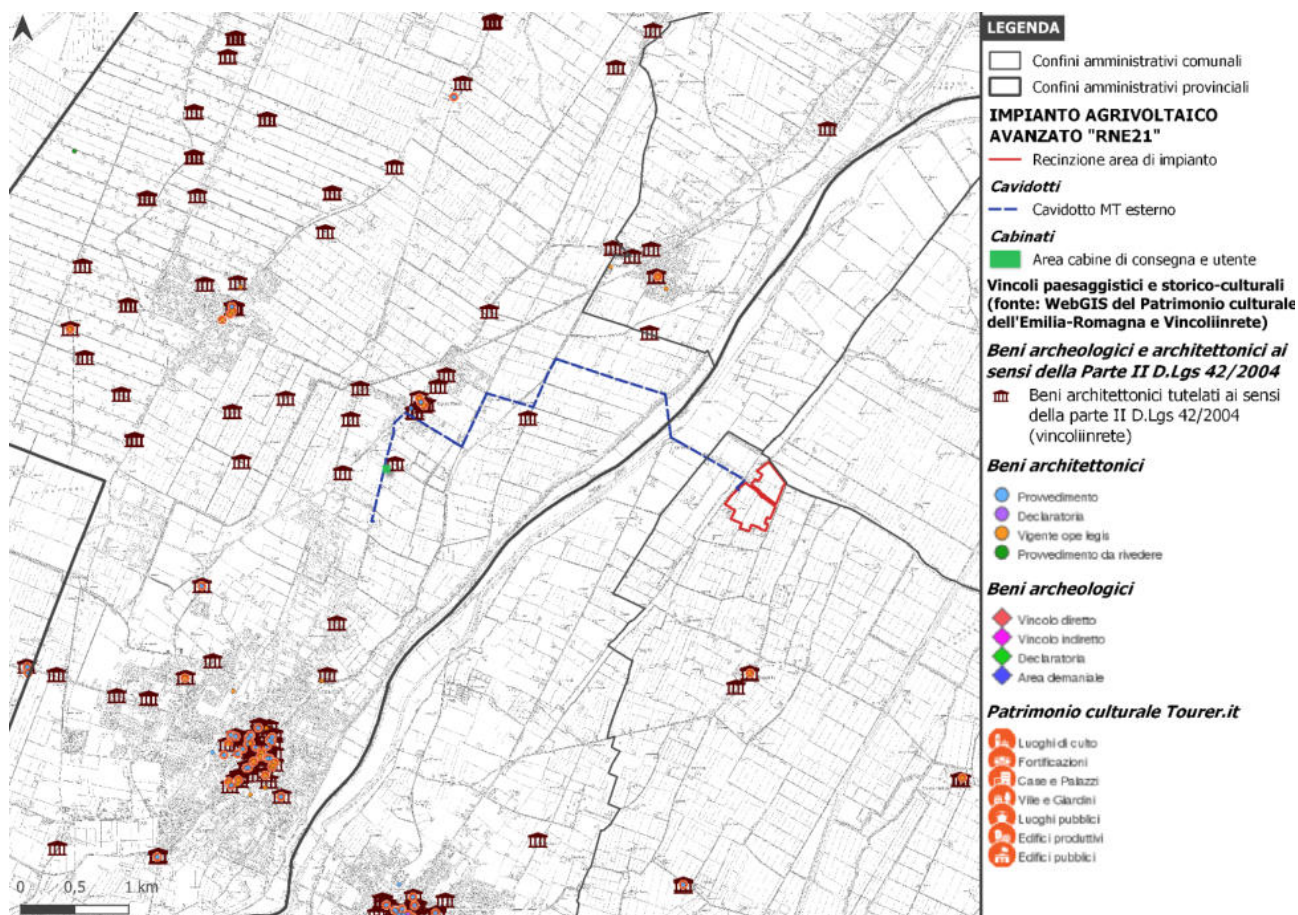 LEGENDA
Confini amministrativi comunali
Confini amministrativi provinciali
IMPIANTO AGRIVOLTAICO
AVANZATO "RNE21"
Recinzione area di impianto
Cavidotti
Cavidotto MT esterno
Cabinati
Area cabine di consegna e utente
Vincoli paesaggistici e storico-culturali
(fonte: WebGIS del Patrimonio culturale
dell'Emilia-Romagna e Vincoliinrete)
Beni archeologici e architettonici ai
sensi della Parte II D.Lgs 42/2004
Beni architettonici tutelati ai sensi
della parte II D.Lgs 42/2004
(vincoliinrete)
Beni architettonici
Provvedimento
Declaratoria
Vigente ope legis
Provvedimento da rivedere
Beni archeologici
Vincolo diretto
Vincolo indiretto
Declaratoria
Area demaniale
Patrimonio culturale Tourer.it
Luoghi di culto
Fortificazioni
Case e Palazzi
Ville e Giardini
Luoghi pubblici
Edifici produttivi
Edifici pubblici
0 0,5 1 km